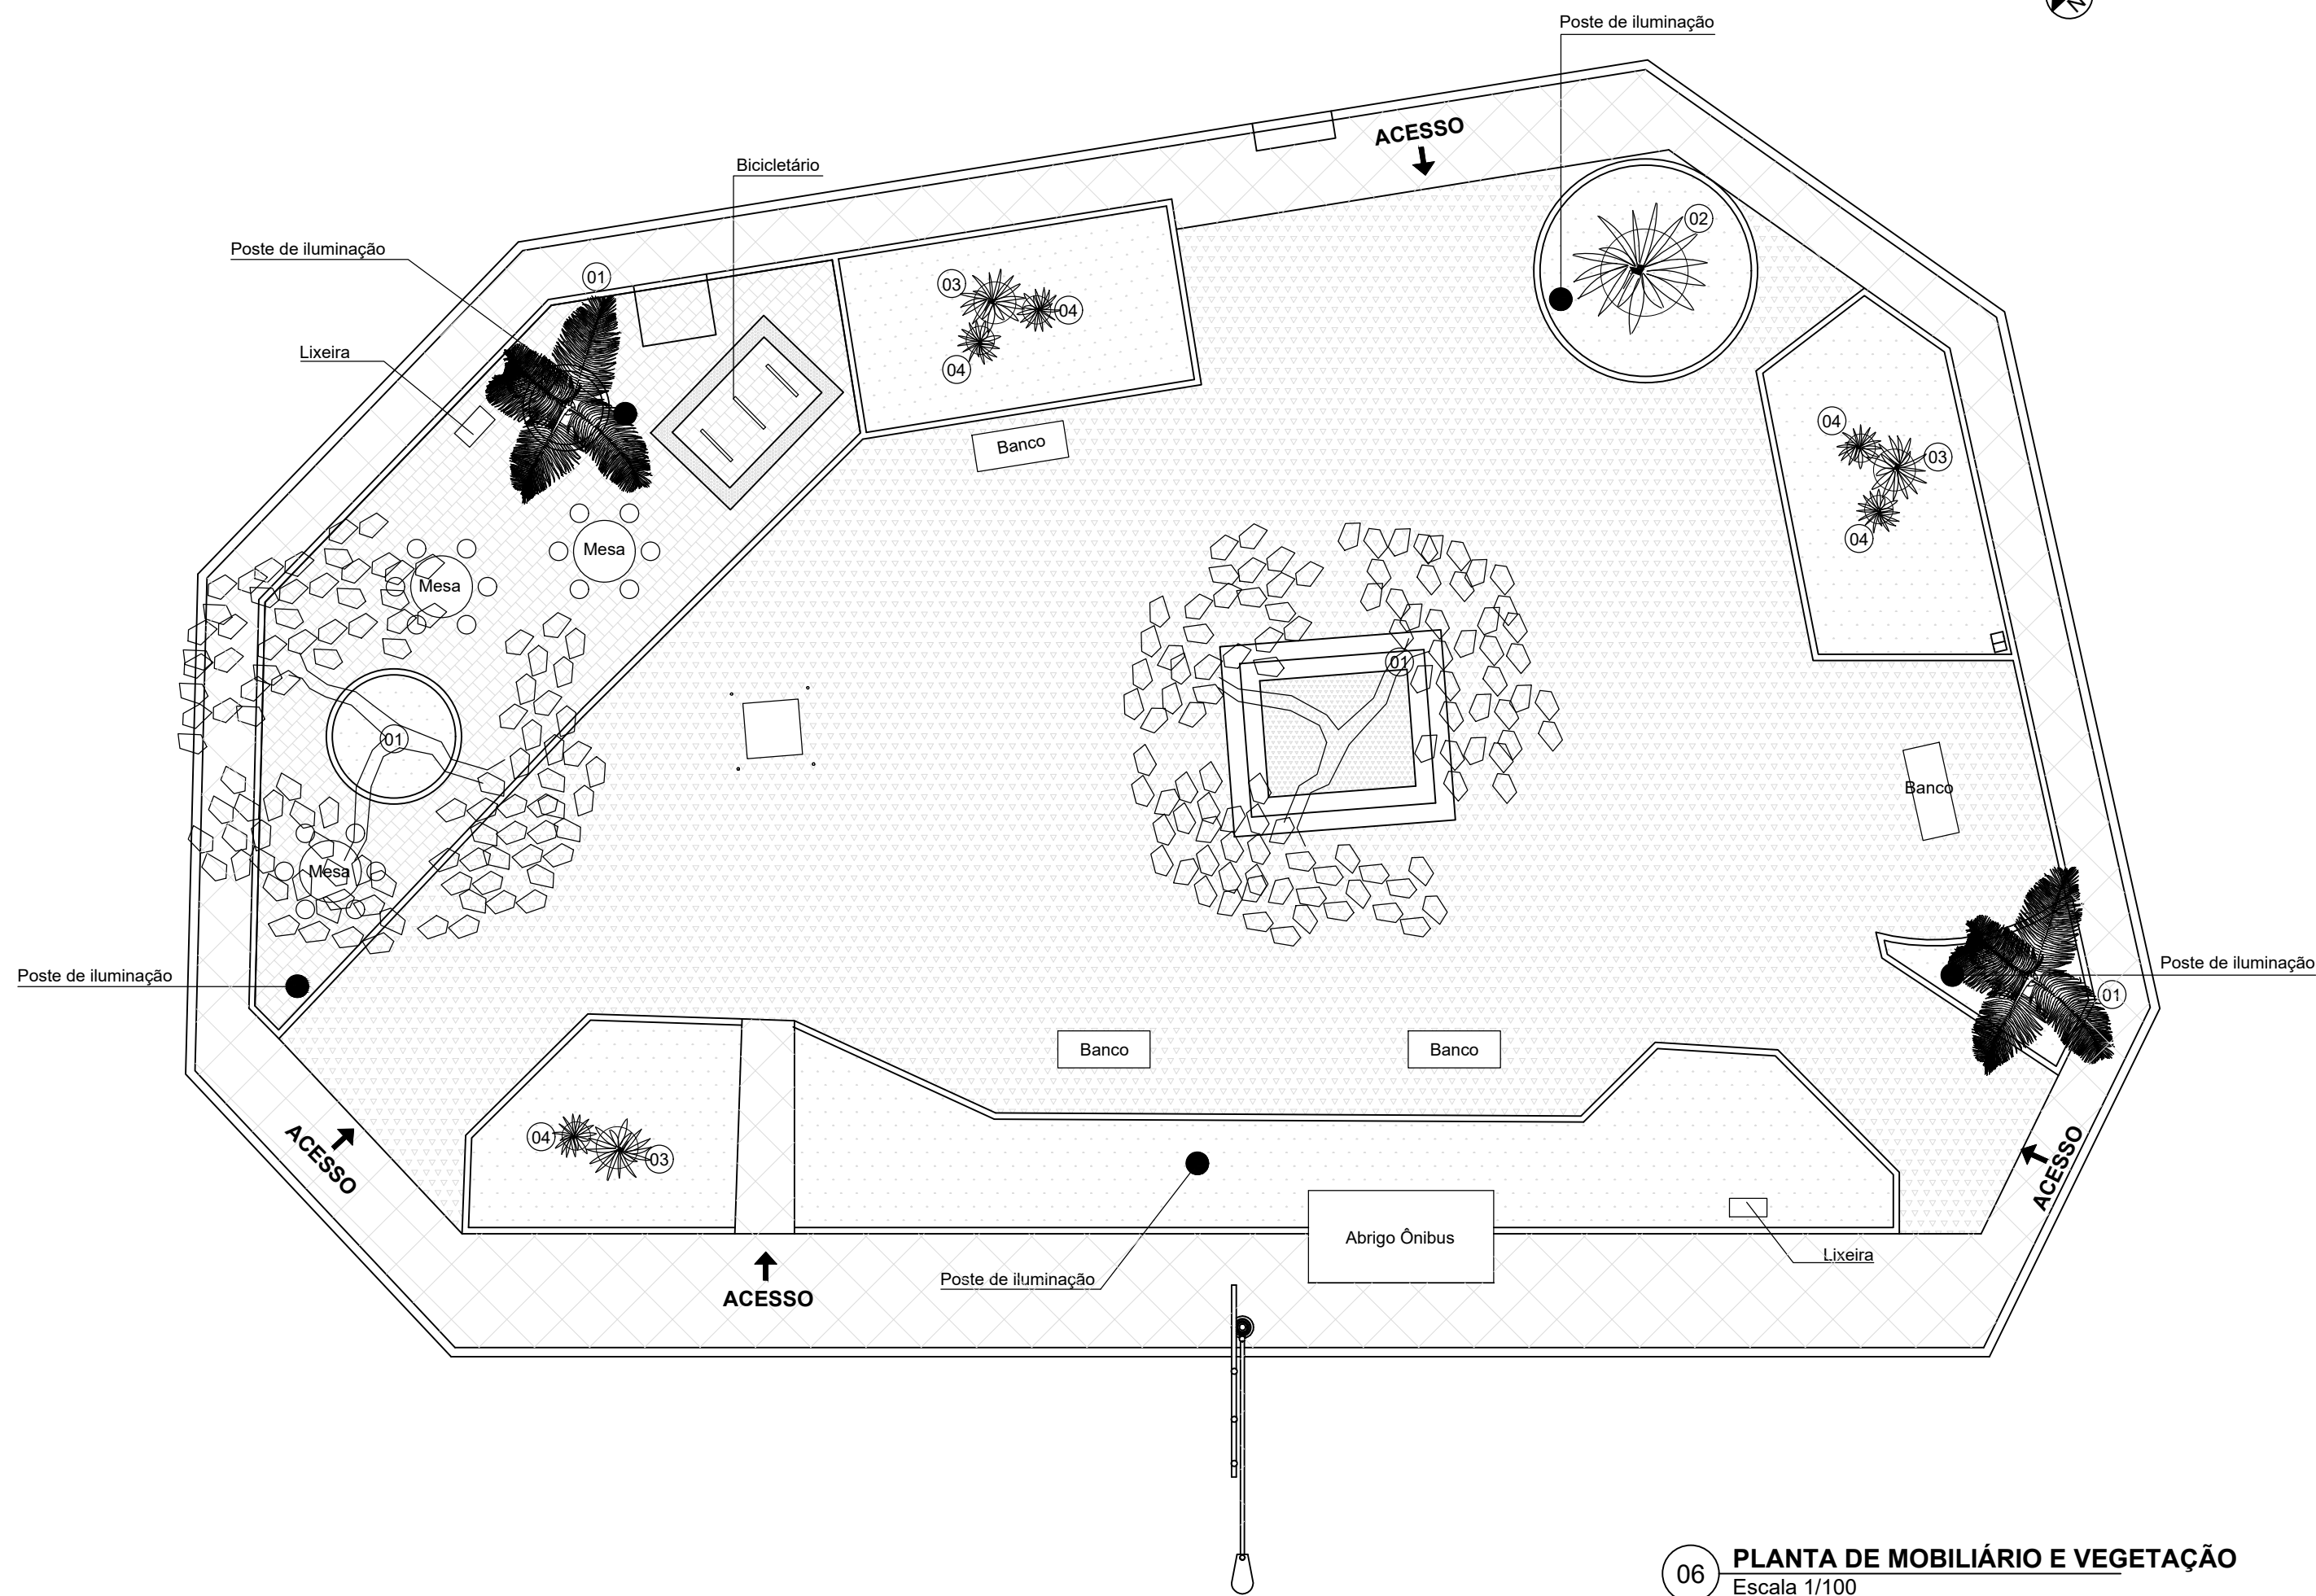 N
Poste de iluminação
ACESSO
Bicicletário
02
Poste de iluminação
01
03
04
Lixeira
04
04
Banco
03
04
Mesa
Mesa
01
01
Banco
Mesa
Poste de iluminação
Poste de iluminação
01
Banco
Banco
04
03
ACESSO
ACESSO
Abrigo Ônibus
Lixeira
Poste de iluminação
ACESSO
06
PLANTA DE MOBILIÁRIO E VEGETAÇÃO
Escala 1/100